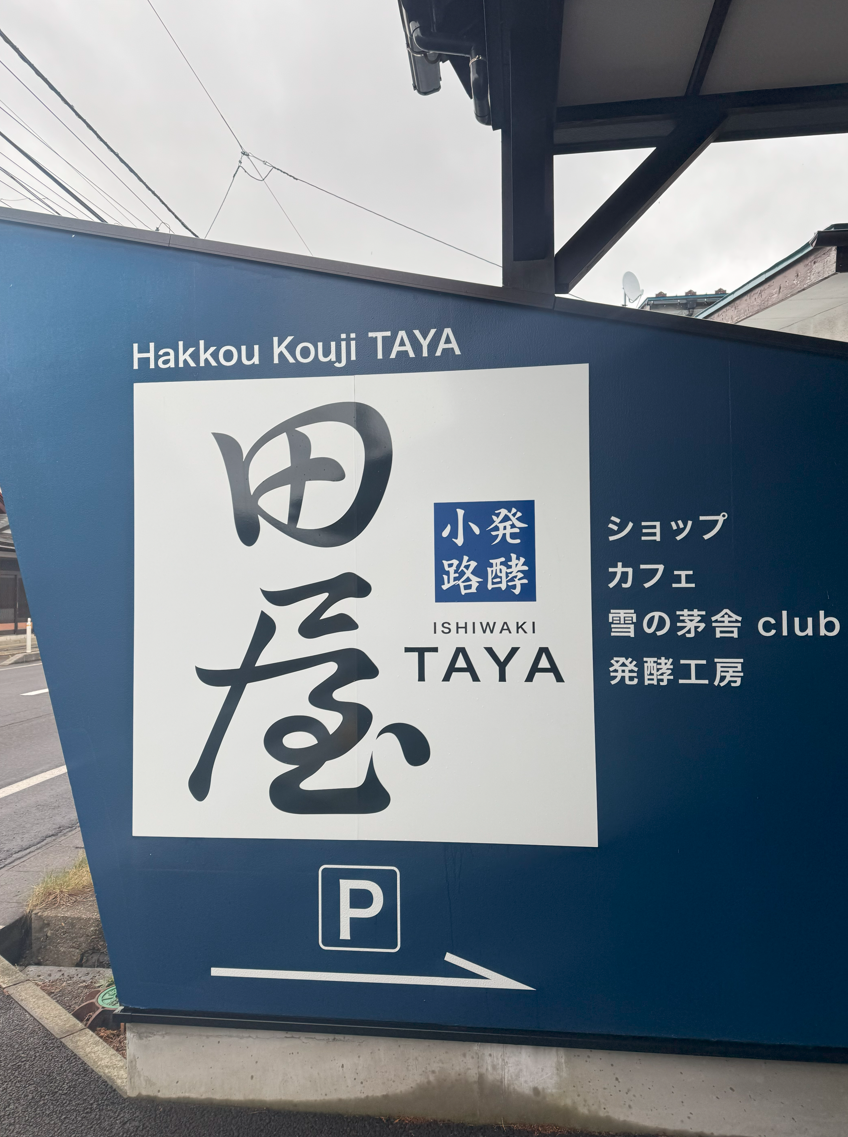 Hakkou Kouji TAYA
田屋
発酵
小路
ISHIWAKI
TAYA
ショップ
カフェ
雪の茅舎 club
発酵工房
P